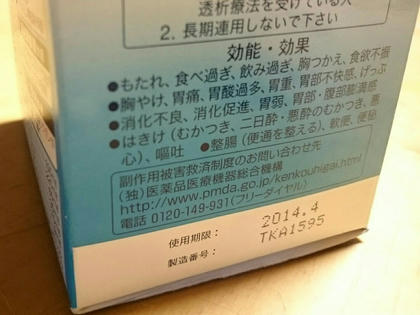 透析療法を受けている人
2. 長期連用しないで下さい
効能・効果
●もたれ、食べ過ぎ、飲み過ぎ、胸つかえ、食欲不振
●胸やけ、胃痛、胃酸過多、胃重、胃部不快感、げっぷ
●消化不良、消化促進、胃弱、胃部・腹部膨満感
●はきけ（むかつき、二日酔・悪酔のむかつき、悪
心）、嘔吐 ●整腸（便通を整える）、軟便、便秘
副作用被害救済制度のお問い合わせ先
（独）医薬品医療機器総合機構
http://www.pmda.go.jp/kenkouhigai.html
電話 0120-149-931（フリーダイヤル）
使用期限： 2014.4
製造番号： TKA1595